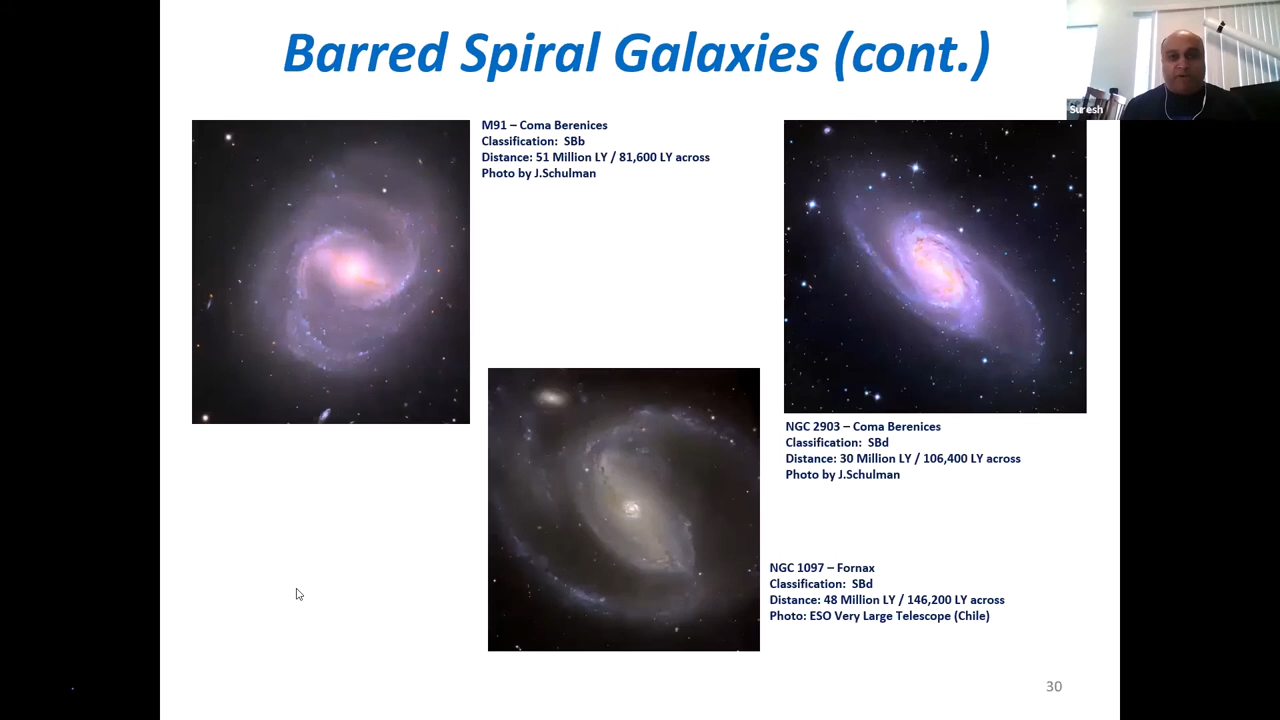 Barred Spiral Galaxies (cont.)
Suresh
M91 – Coma Berenices
Classification:  SBb
Distance: 51 Million LY / 81,600 LY across
Photo by J.Schulman
NGC 2903 – Coma Berenices
Classification:  SBd
Distance: 30 Million LY / 106,400 LY across
Photo by J.Schulman
NGC 1097 – Fornax
Classification:  SBd
Distance: 48 Million LY / 146,200 LY across
Photo: ESO Very Large Telescope (Chile)
30